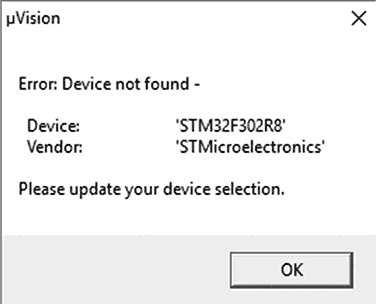 µVision
Error: Device not found -
Device: 'STM32F302R8'
Vendor: 'STMicroelectronics'
Please update your device selection.
OK